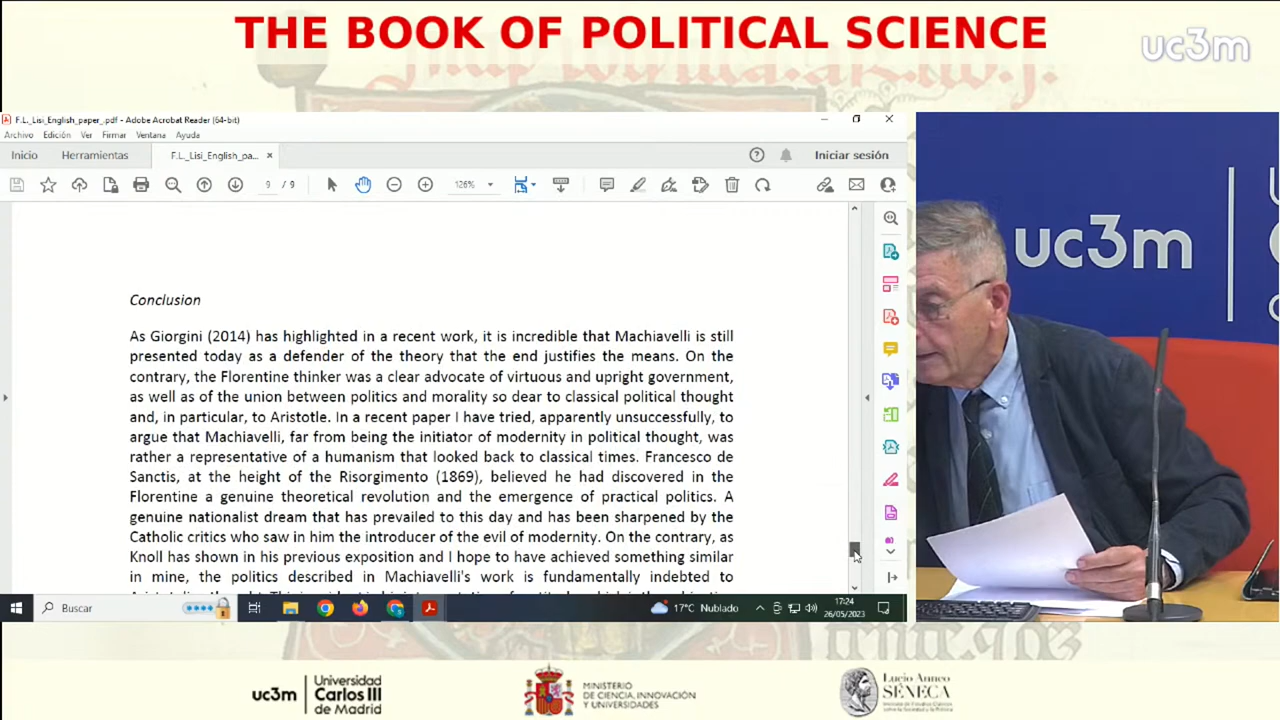 THE BOOK OF POLITICAL SCIENCE
uc3m
F.L._Lisi_English_paper_.pdf - Adobe Acrobat Reader (64-bit)
Archivo Edición Ver Firmar Ventana Ayuda
Inicio Herramientas F.L._Lisi_English_pa... × Iniciar sesión
9 / 9 126%
Conclusion
As Giorgini (2014) has highlighted in a recent work, it is incredible that Machiavelli is still
presented today as a defender of the theory that the end justifies the means. On the
contrary, the Florentine thinker was a clear advocate of virtuous and upright government,
as well as of the union between politics and morality so dear to classical political thought
and, in particular, to Aristotle. In a recent paper I have tried, apparently unsuccessfully, to
argue that Machiavelli, far from being the initiator of modernity in political thought, was
rather a representative of a humanism that looked back to classical times. Francesco de
Sanctis, at the height of the Risorgimento (1869), believed he had discovered in the
Florentine a genuine theoretical revolution and the emergence of practical politics. A
genuine nationalist dream that has prevailed to this day and has been sharpened by the
Catholic critics who saw in him the introducer of the evil of modernity. On the contrary, as
Knoll has shown in his previous exposition and I hope to have achieved something similar
in mine, the politics described in Machiavelli's work is fundamentally indebted to
uc3m
Buscar
17°C Nublado
17:24
26/05/2023
uc3m
Universidad
Carlos III
de Madrid
MINISTERIO
DE CIENCIA, INNOVACIÓN
Y UNIVERSIDADES
Lucio Anneo
SÉNECA